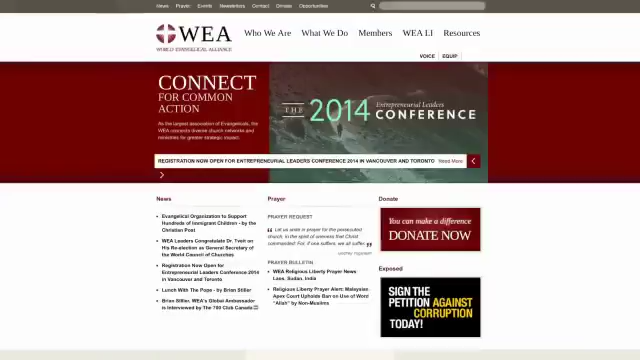 News Prayer Events Newsletters Contact Donate Opportunities
WEA
WORLD EVANGELICAL ALLIANCE
Who We Are What We Do Members WEA LI Resources
VOICE EQUIP
CONNECT
FOR COMMON
ACTION
As the largest association of Evangelicals, the
WEA connects diverse church networks and
ministries for greater strategic impact.
THE 2014 Entrepreneurial Leaders
CONFERENCE
REGISTRATION NOW OPEN FOR ENTREPRENEURIAL LEADERS CONFERENCE 2014 IN VANCOUVER AND TORONTO Read More
News
Evangelical Organization to Support
Hundreds of Immigrant Children - by the
Christian Post
WEA Leaders Congratulate Dr. Tveit on
His Re-election as General Secretary of
the World Council of Churches
Registration Now Open for
Entrepreneurial Leaders Conference 2014
in Vancouver and Toronto
Lunch With The Pope - by Brian Stiller
Brian Stiller, WEA's Global Ambassador
is Interviewed by The 700 Club Canada
Prayer
PRAYER REQUEST
Let us unite in prayer for the persecuted
church, in the spirit of oneness that Christ
commanded: For, if one suffers, we all suffer.
PRAYER BULLETIN
WEA Religious Liberty Prayer News
Laos, Sudan, India
Religious Liberty Prayer Alert: Malaysian
Apex Court Upholds Ban on Use of Word
"Allah" by Non-Muslims
Donate
You can make a difference
DONATE NOW
Exposed
SIGN THE
PETITION AGAINST
CORRUPTION
TODAY!